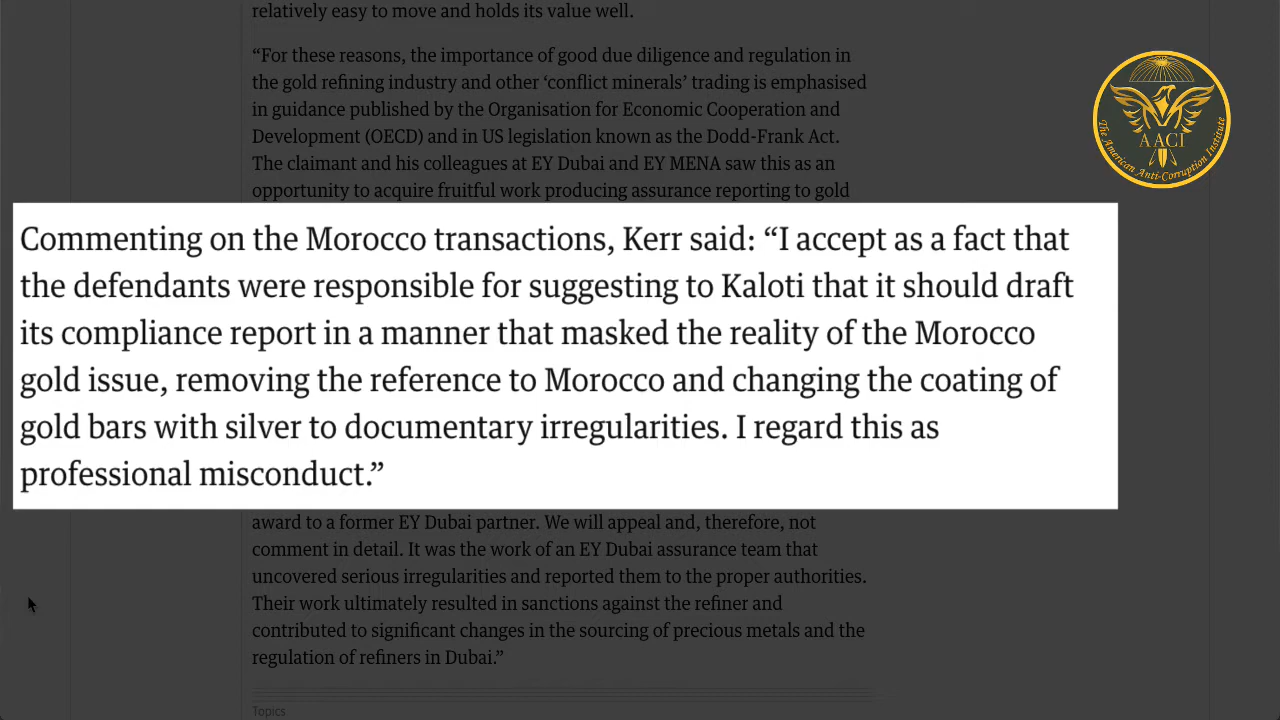 relatively easy to move and holds its value well.
“For these reasons, the importance of good due diligence and regulation in
the gold refining industry and other ‘conflict minerals’ trading is emphasised
in guidance published by the Organisation for Economic Cooperation and
Development (OECD) and in US legislation known as the Dodd-Frank Act.
The claimant and his colleagues at EY Dubai and EY MENA saw this as an
opportunity to acquire fruitful work producing assurance reporting to gold
AACI
The American Anti-Corruption Institute
Commenting on the Morocco transactions, Kerr said: “I accept as a fact that
the defendants were responsible for suggesting to Kaloti that it should draft
its compliance report in a manner that masked the reality of the Morocco
gold issue, removing the reference to Morocco and changing the coating of
gold bars with silver to documentary irregularities. I regard this as
professional misconduct.”
award to a former EY Dubai partner. We will appeal and, therefore, not
comment in detail. It was the work of an EY Dubai assurance team that
uncovered serious irregularities and reported them to the proper authorities.
Their work ultimately resulted in sanctions against the refiner and
contributed to significant changes in the sourcing of precious metals and the
regulation of refiners in Dubai.”
Topics